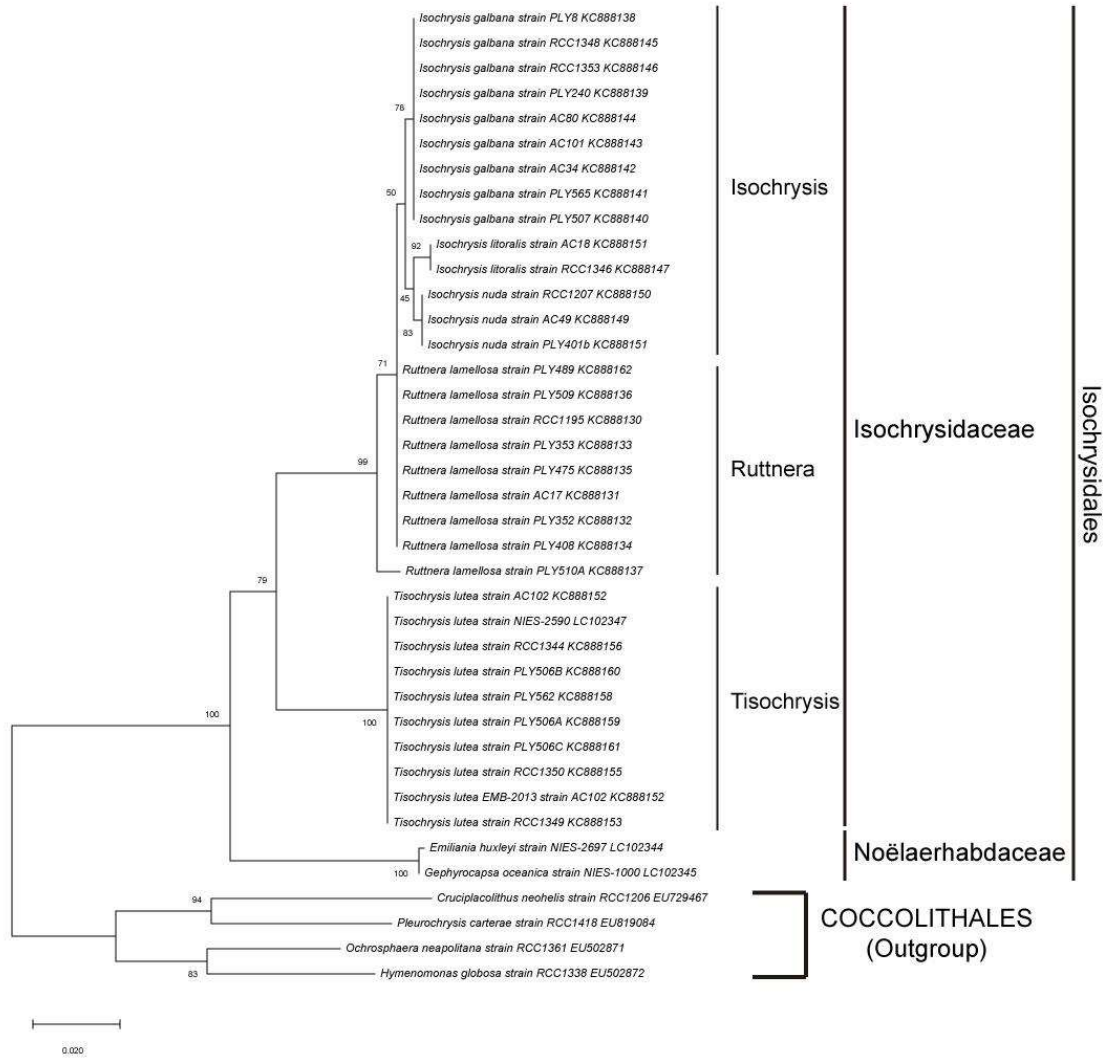 Isochrysis galbana strain PLY8 KC888138
Isochrysis galbana strain RCC1348 KC888145
Isochrysis galbana strain RCC1353 KC888146
Isochrysis galbana strain PLY240 KC888139
78
Isochrysis galbana strain AC80 KC888144
Isochrysis galbana strain AC101 KC888143
Isochrysis galbana strain AC34 KC888142
50
Isochrysis galbana strain PLY565 KC888141
Isochrysis
Isochrysis galbana strain PLY507 KC888140
92
Isochrysis litoralis strain AC18 KC888151
Isochrysis litoralis strain RCC1346 KC888147
45
Isochrysis nuda strain RCC1207 KC888150
Isochrysis nuda strain AC49 KC888149
83
Isochrysis nuda strain PLY401b KC888151
71
Ruttnera lamellosa strain PLY489 KC888162
Ruttnera lamellosa strain PLY509 KC888136
Ruttnera lamellosa strain RCC1195 KC888130
Isochrysidaceae
Isochrysidales
Ruttnera lamellosa strain PLY353 KC888133
99
Ruttnera lamellosa strain PLY475 KC888135
Ruttnera
Ruttnera lamellosa strain AC17 KC888131
Ruttnera lamellosa strain PLY352 KC888132
Ruttnera lamellosa strain PLY408 KC888134
Ruttnera lamellosa strain PLY510A KC888137
79
Tisochrysis lutea strain AC102 KC888152
Tisochrysis lutea strain NIES-2590 LC102347
Tisochrysis lutea strain RCC1344 KC888156
Tisochrysis lutea strain PLY506B KC888160
Tisochrysis lutea strain PLY562 KC888158
Tisochrysis
100
100
Tisochrysis lutea strain PLY506A KC888159
Tisochrysis lutea strain PLY506C KC888161
Tisochrysis lutea strain RCC1350 KC888155
Tisochrysis lutea EMB-2013 strain AC102 KC888152
Tisochrysis lutea strain RCC1349 KC888153
Emiliania huxleyi strain NIES-2697 LC102344
Noëlaerhabdaceae
100
Gephyrocapsa oceanica strain NIES-1000 LC102345
94
Cruciplacolithus neohelis strain RCC1206 EU729467
Pleurochrysis carterae strain RCC1418 EU819084
COCCOLITHALES
(Outgroup)
Ochrosphaera neapolitana strain RCC1361 EU502871
83
Hymenomonas globosa strain RCC1338 EU502872
0.020